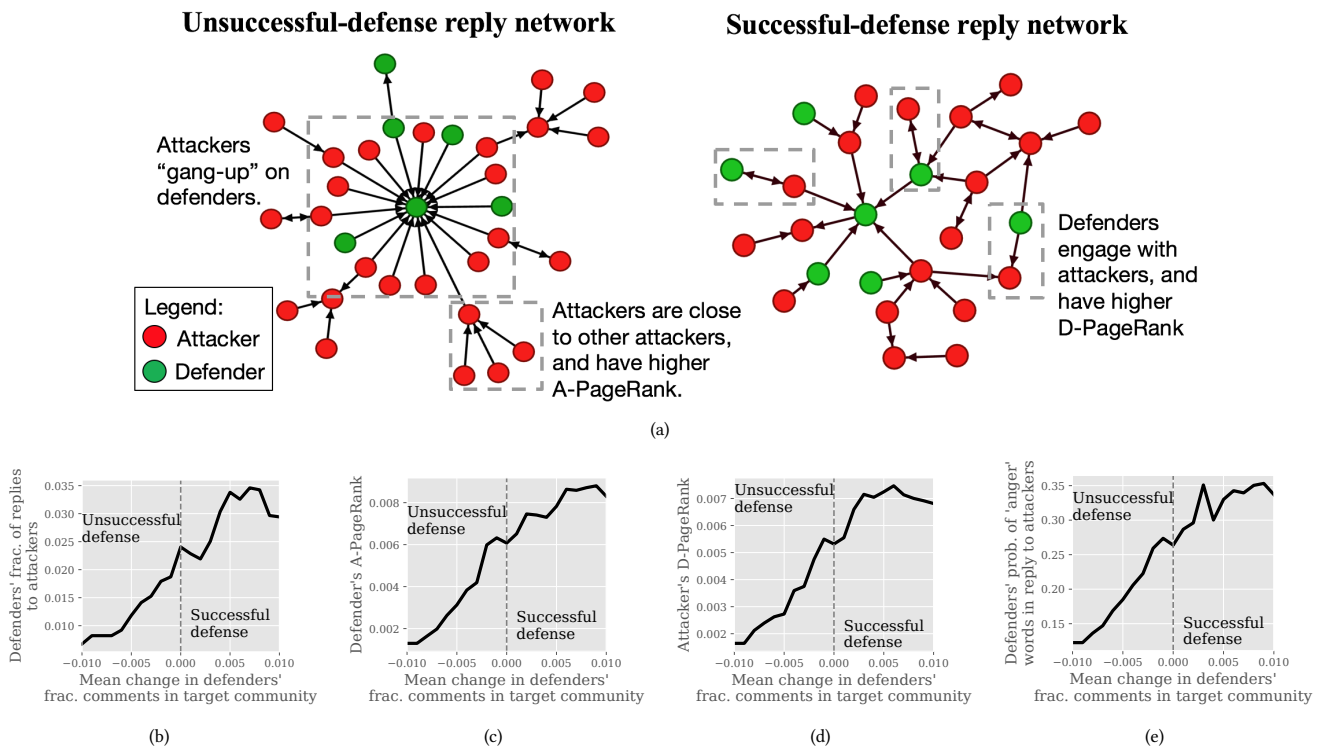 Unsuccessful-defense reply network
Successful-defense reply network
Attackers
“gang-up” on
defenders.
Legend:
Attacker
Defender
Attackers are close
to other attackers,
and have higher
A-PageRank.
Defenders
engage with
attackers, and
have higher
D-PageRank
(a)
Defenders' frac. of replies
to attackers
0.035
0.030
0.025
0.020
0.015
0.010
Unsuccessful
defense
Successful
defense
−0.010
−0.005
0.000
0.005
0.010
Mean change in defenders'
frac. comments in target community
(b)
Defender's A-PageRank
0.008
0.006
0.004
0.002
Unsuccessful
defense
Successful
defense
−0.010
−0.005
0.000
0.005
0.010
Mean change in defenders'
frac. comments in target community
(c)
Attacker's D-PageRank
0.007
0.006
0.005
0.004
0.003
0.002
Unsuccessful
defense
Successful
defense
−0.010
−0.005
0.000
0.005
0.010
Mean change in defenders'
frac. comments in target community
(d)
Defenders' prob. of 'anger'
words in reply to attackers
0.35
0.30
0.25
0.20
0.15
Unsuccessful
defense
Successful
defense
−0.010
−0.005
0.000
0.005
0.010
Mean change in defenders'
frac. comments in target community
(e)